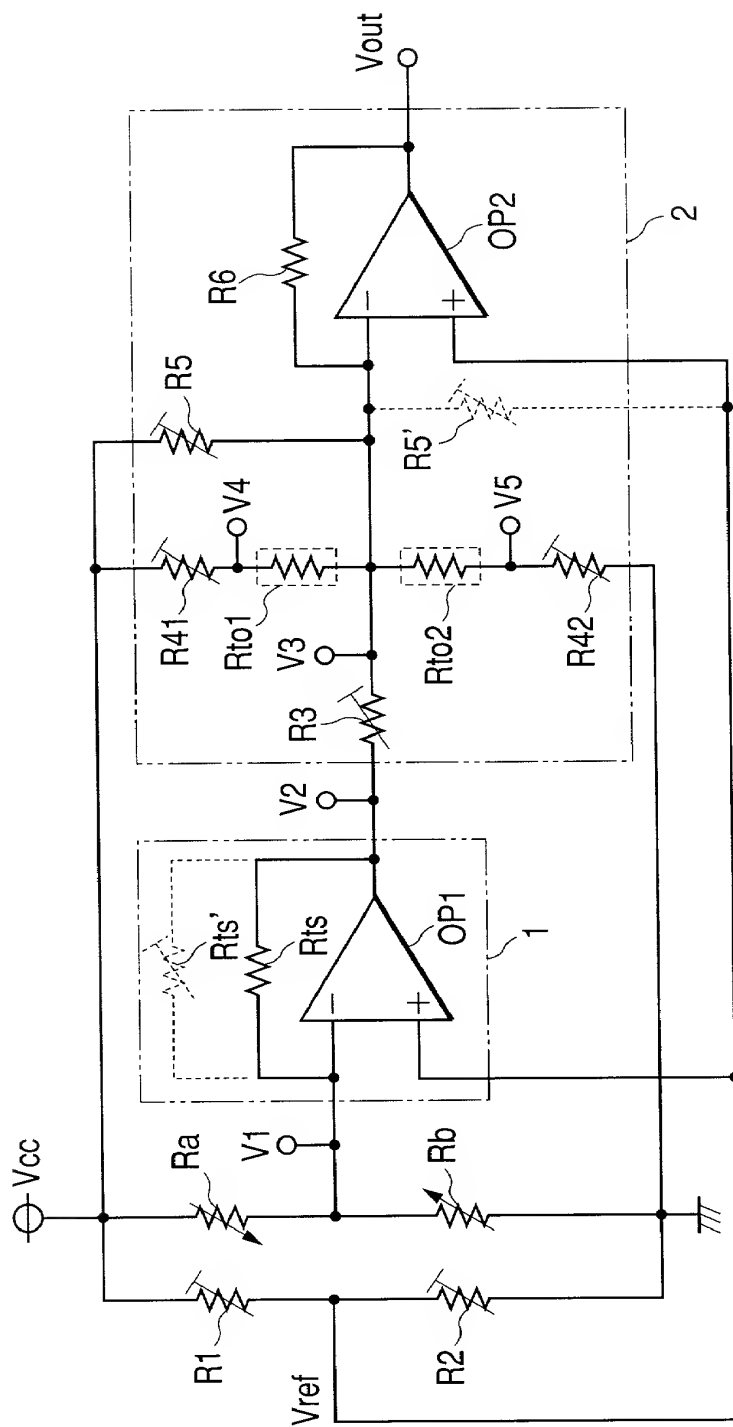 Vcc
R1
Ra
V1
Vref
R2
Rb
Rts'
Rts
OP1
1
V2
R3
V3
R41
V4
Rto1
Rto2
V5
R42
R5
R5'
R6
OP2
2
Vout
−
+
−
+